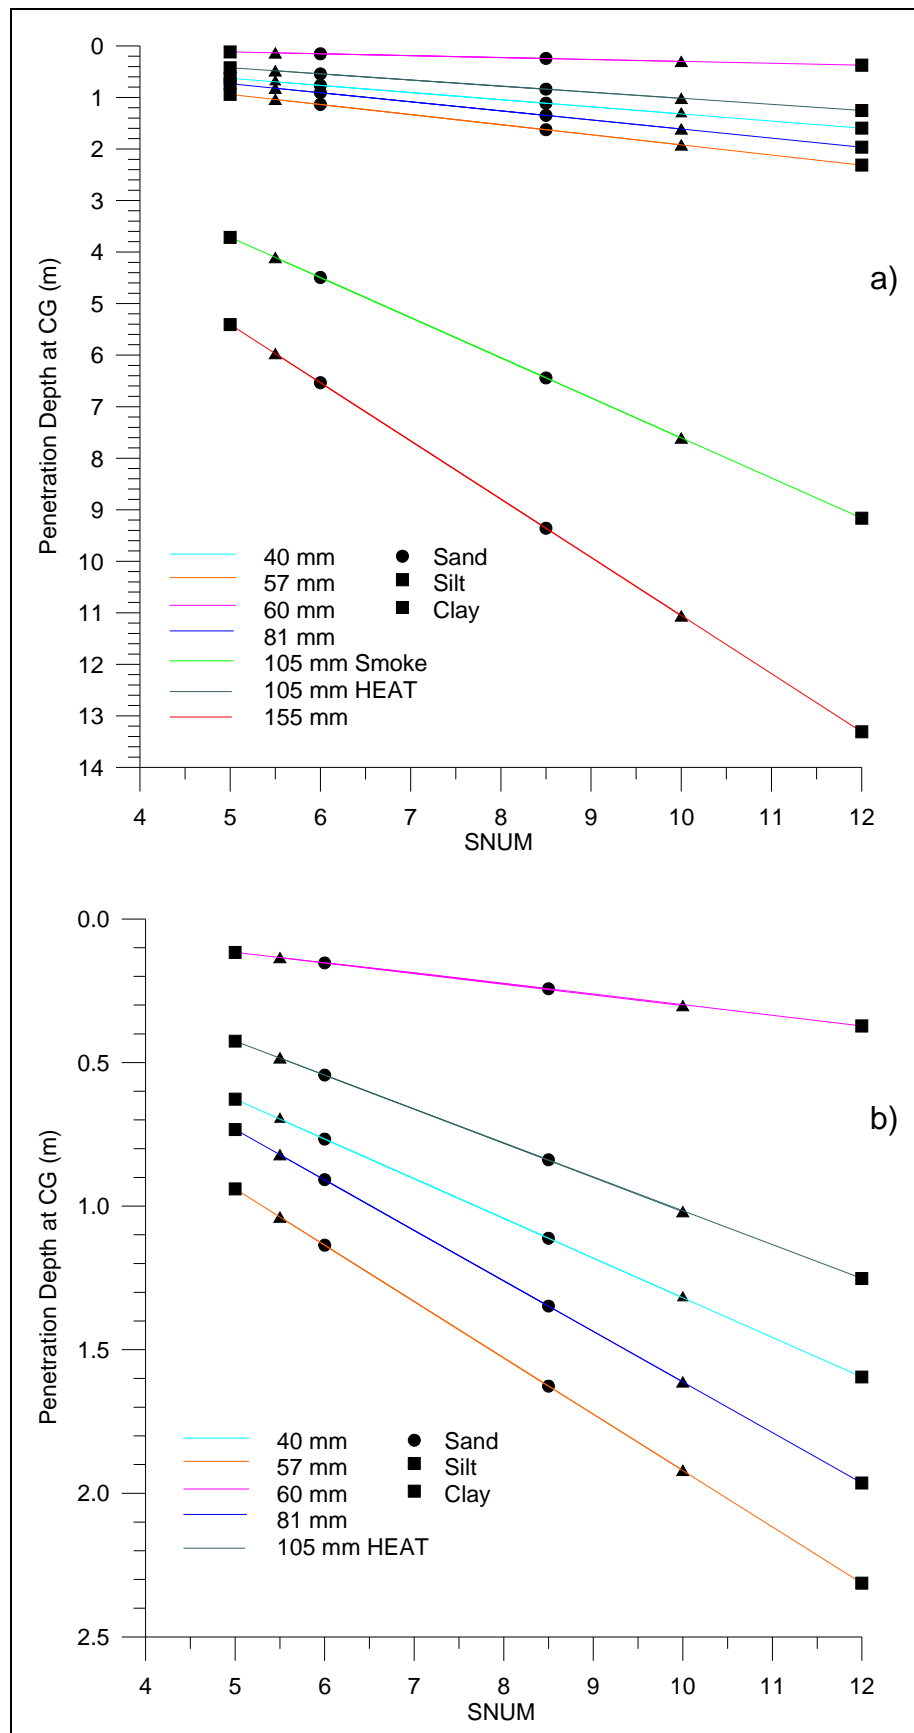 0
1
2
3
4
5
6
7
8
9
10
11
12
13
14
Penetration Depth at CG (m)
a)
40 mm
Sand
57 mm
Silt
60 mm
Clay
81 mm
105 mm Smoke
105 mm HEAT
155 mm
4 5 6 7 8 9 10 11 12
SNUM
0.0
0.5
1.0
1.5
2.0
2.5
Penetration Depth at CG (m)
b)
40 mm
Sand
57 mm
Silt
60 mm
Clay
81 mm
105 mm HEAT
4 5 6 7 8 9 10 11 12
SNUM